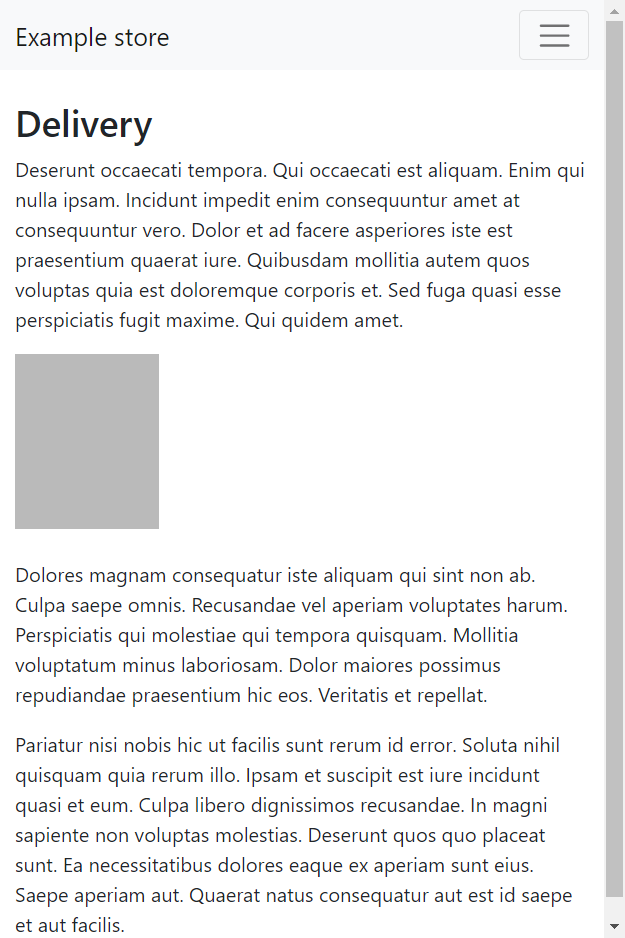 Example store
Delivery
Deserunt occaecati tempora. Qui occaecati est aliquam. Enim qui
nulla ipsam. Incidunt impedit enim consequuntur amet at
consequuntur vero. Dolor et ad facere asperiores iste est
praesentium quaerat iure. Quibusdam mollitia autem quos
voluptas quia est doloremque corporis et. Sed fuga quasi esse
perspiciatis fugit maxime. Qui quidem amet.
Dolores magnam consequatur iste aliquam qui sint non ab.
Culpa saepe omnis. Recusandae vel aperiam voluptates harum.
Perspiciatis qui molestiae qui tempora quisquam. Mollitia
voluptatum minus laboriosam. Dolor maiores possimus
repudiandae praesentium hic eos. Veritatis et repellat.
Pariatur nisi nobis hic ut facilis sunt rerum id error. Soluta nihil
quisquam quia rerum illo. Ipsam et suscipit est iure incidunt
quasi et eum. Culpa libero dignissimos recusandae. In magni
sapiente non voluptas molestias. Deserunt quos quo placeat
sunt. Ea necessitatibus dolores eaque ex aperiam sunt eius.
Saepe aperiam aut. Quaerat natus consequatur aut est id saepe
et aut facilis.